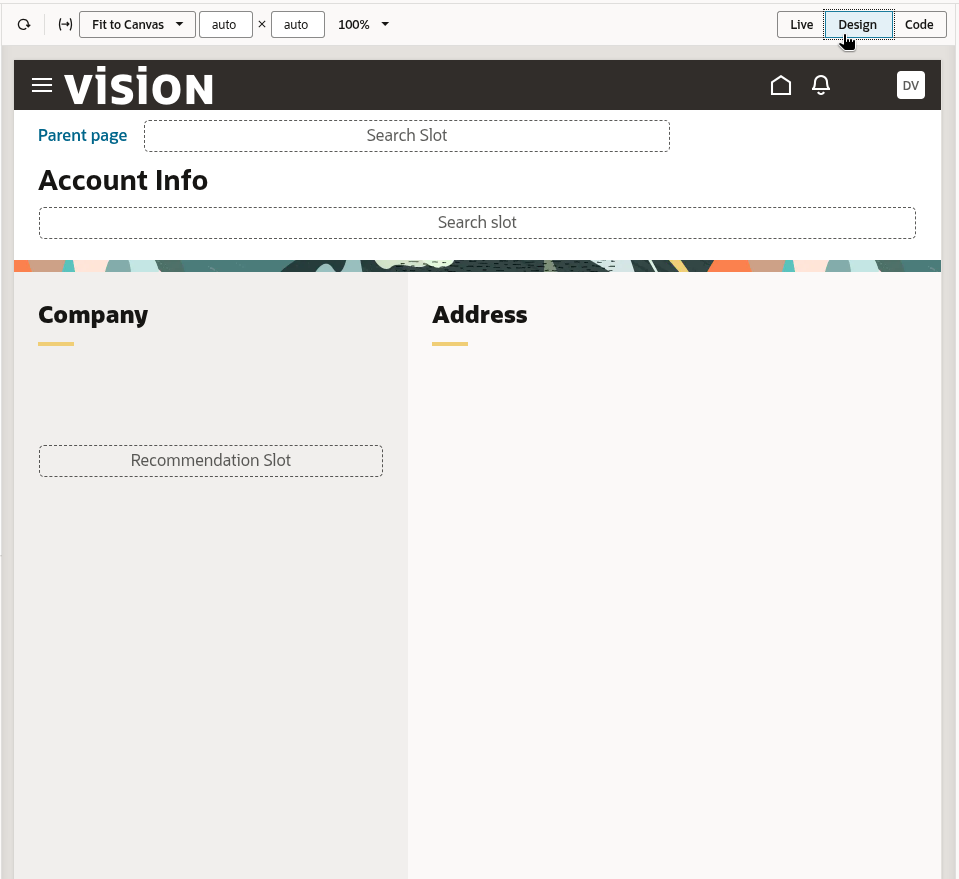 Fit to Canvas auto × auto 100% Live Design Code
VISION DV
Parent page Search Slot
Account Info
Search slot
Company Address
Recommendation Slot